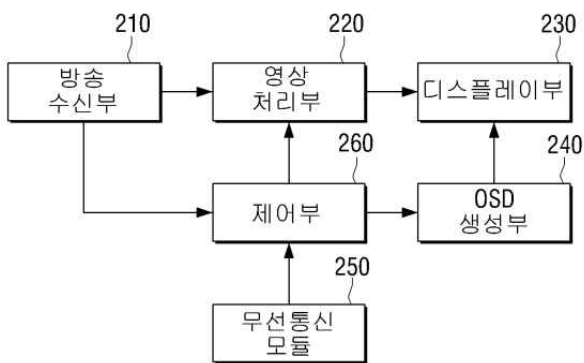 210
220
230
방송
수신부
영상
처리부
디스플레이부
260
240
제어부
OSD
생성부
250
무선통신
모듈